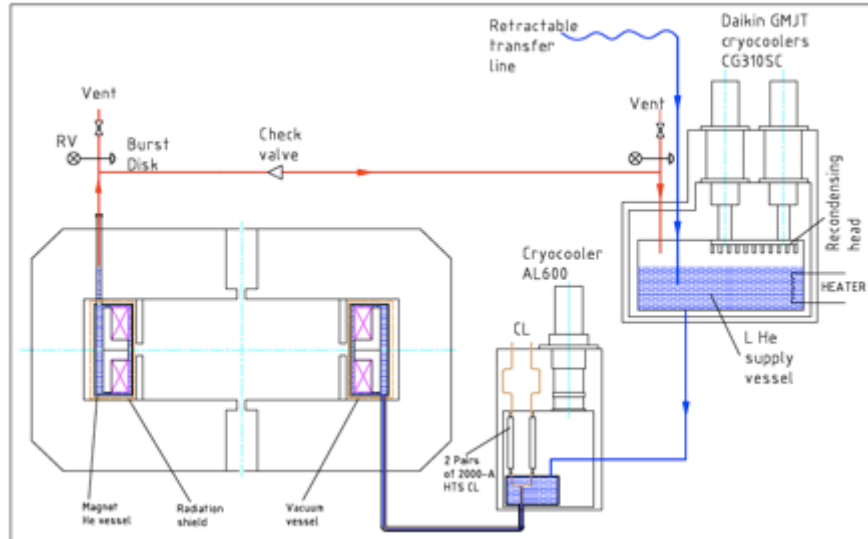 Retractable
transfer
line
Daikin GMJT
cryocoolers
CG310SC
Vent
RV
Burst
Disk
Check
valve
Vent
Recondensing
head
HEATER
Cryocooler
AL600
CL
L He
supply
vessel
2 Pairs
of 2000-A
HTS CL
Magnet
He vessel
Radiation
shield
Vacuum
vessel